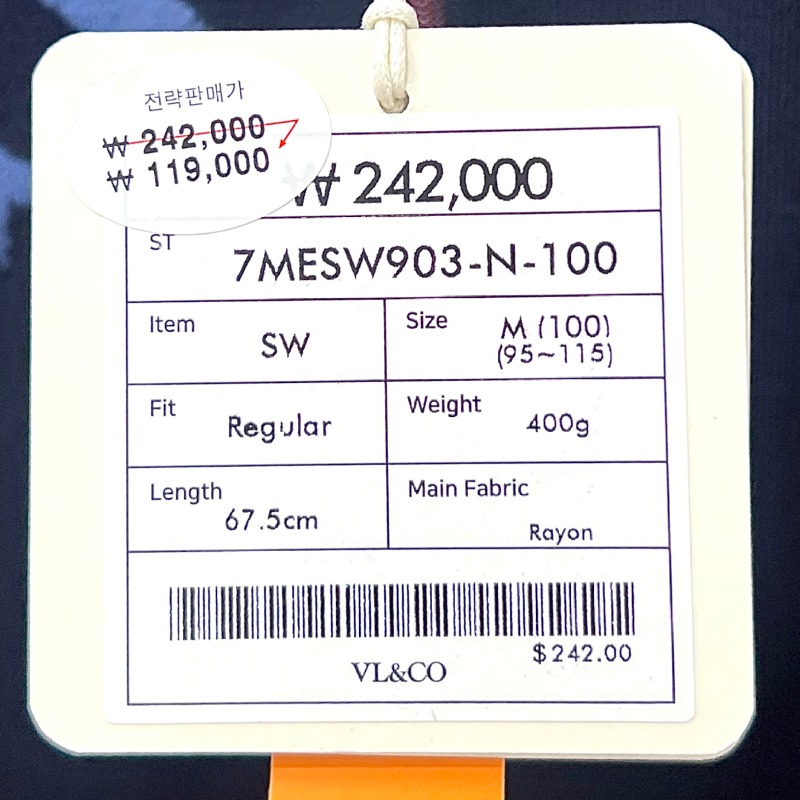 전략판매가
₩ 242,000
₩ 119,000
₩ 242,000
ST
7MESW903-N-100
Item
SW
Size
M (100)
(95~115)
Fit
Regular
Weight
400g
Length
67.5cm
Main Fabric
Rayon
$242.00
VL&CO